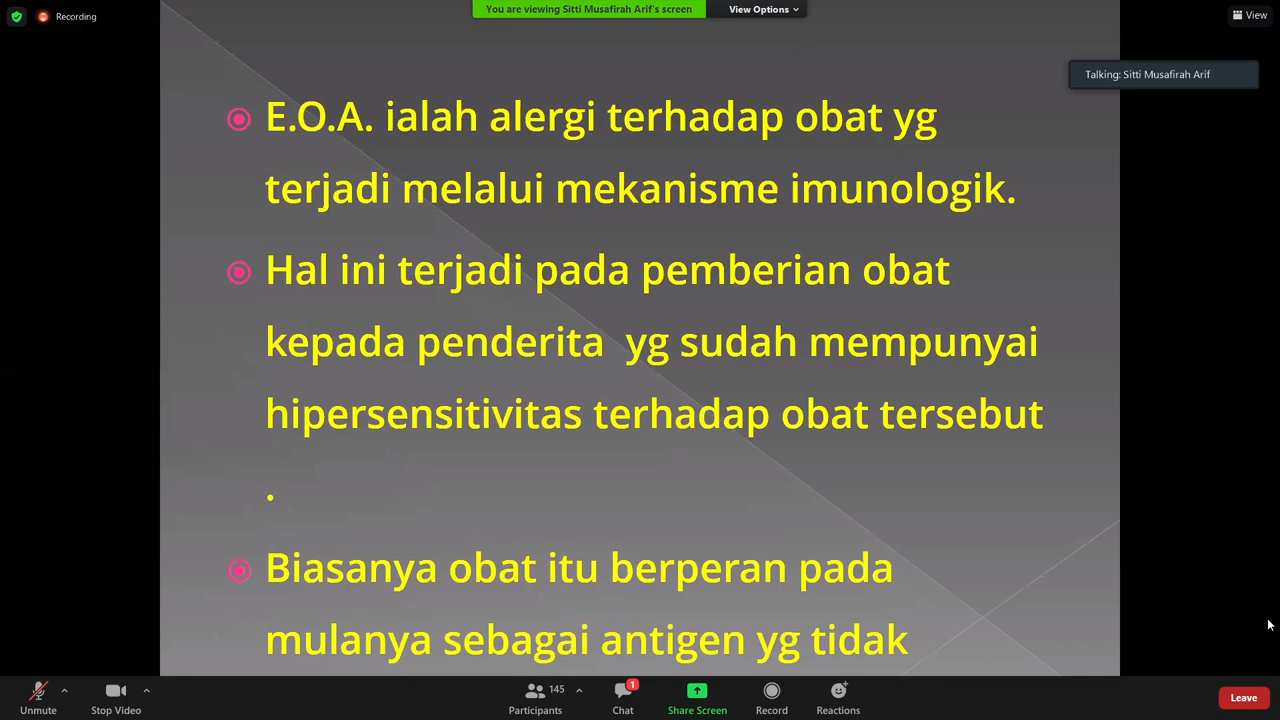 Recording
You are viewing Sitti Musafirah Arif's screen
View Options
View
Talking: Sitti Musafirah Arif
E.O.A. ialah alergi terhadap obat yg
terjadi melalui mekanisme imunologik.
Hal ini terjadi pada pemberian obat
kepada penderita yg sudah mempunyai
hipersensitivitas terhadap obat tersebut
.
Biasanya obat itu berperan pada
mulanya sebagai antigen yg tidak
Unmute
Stop Video
145
Participants
1
Chat
Share Screen
Record
Reactions
Leave